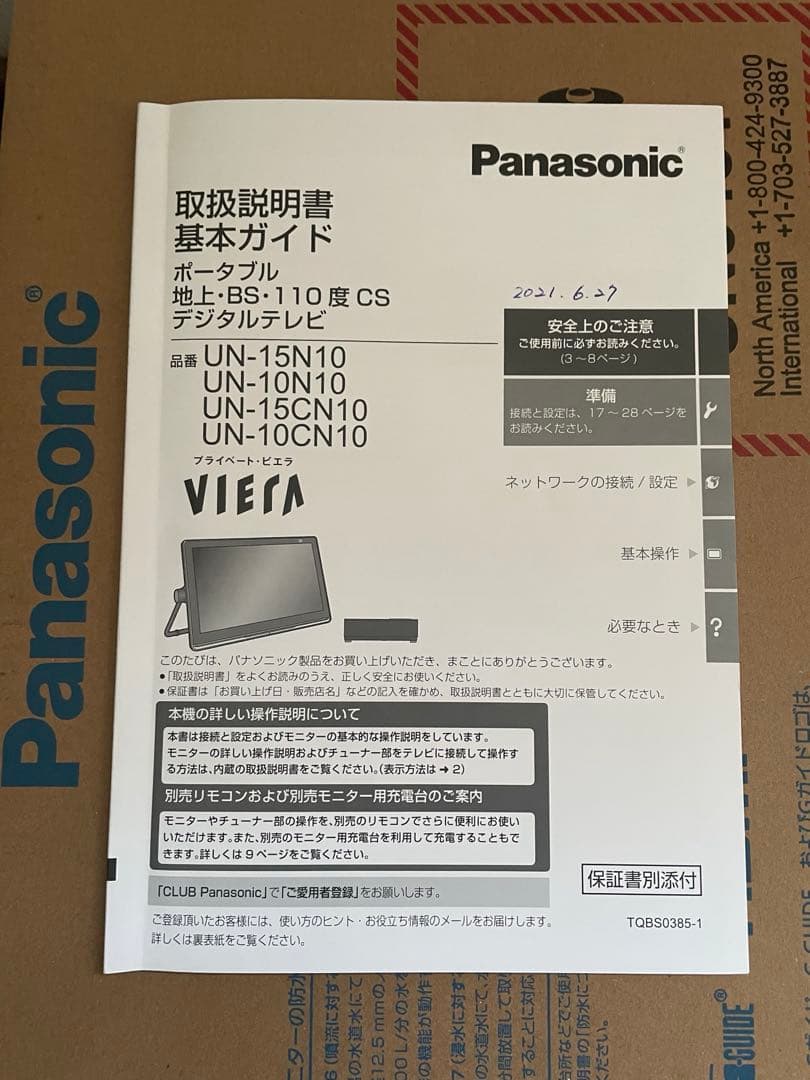 Panasonic®
取扱説明書
基本ガイド
ポータブル
地上・BS・110度CS
デジタルテレビ
品番 UN-15N10
UN-10N10
UN-15CN10
UN-10CN10
プライベート・ビエラ
VIERA
2021.6.27
安全上のご注意
ご使用前に必ずお読みください。
(3～8ページ)
準備
接続と設定は、17～28ページを
お読みください。
ネットワークの接続/設定
基本操作
必要なとき
?
このたびは、パナソニック製品をお買い上げいただき、まことにありがとうございます。
●「取扱説明書」をよくお読みのうえ、正しく安全にお使いください。
●保証書は「お買い上げ日・販売店名」などの記入を確かめ、取扱説明書とともに大切に保管してください。
本機の詳しい操作説明について
本書は接続と設定およびモニターの基本的な操作説明をしています。
モニターの詳しい操作説明およびチューナー部をテレビに接続して操作す
る方法は、内蔵の取扱説明書をご覧ください。(表示方法は ➜ 2)
別売リモコンおよび別売モニター用充電台のご案内
モニターやチューナー部の操作を、別売のリモコンでさらに便利にお使い
いただけます。また、別売のモニター用充電台を利用して充電することもで
きます。詳しくは9ページをご覧ください。
「CLUB Panasonic」で「ご愛用者登録」をお願いします。
ご登録頂いたお客様には、使い方のヒント・お役立ち情報のメールをお届けします。
詳しくは裏表紙をご覧ください。
保証書別添付
TQBS0385-1
Panasonic®
North America +1-800-424-9300
International +1-703-527-3887